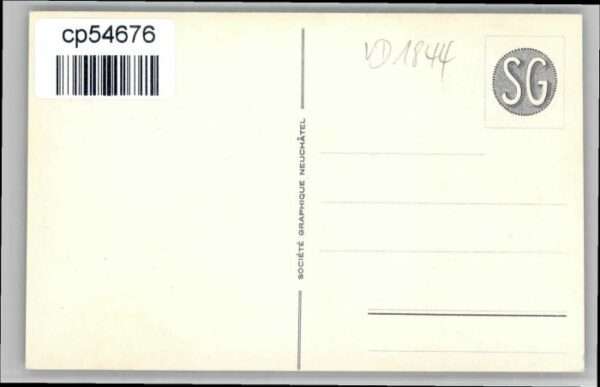 cp54676
VD1844
SG
SOCIÉTÉ GRAPHIQUE NEUCHÂTEL